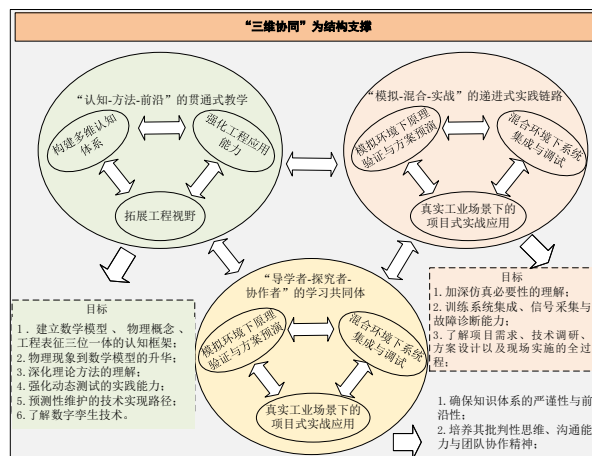 “三维协同”为结构支撑
“认知-方法-前沿”的贯通式教学
构建多维认知
体系
强化工程应用
能力
拓展工程视野
“模拟-混合-实战”的递进式实践链路
模拟环境下原理
验证与方案预演
混合环境下系统
集成与调试
真实工业场景下的
项目式实战应用
“导学者-探究者-
协作者”的学习共同体
模拟环境下原理
验证与方案预演
混合环境下系统
集成与调试
真实工业场景下的
项目式实战应用
目标
1. 建立数学模型、物理概念、
工程表征三位一体的认知框架；
2.物理现象到数学模型的升华；
3.深化理论方法的理解；
4.强化动态测试的实践能力；
5.预测性维护的技术实现路径；
6.了解数字孪生技术。
目标
1.加深仿真必要性的理解；
2.训练系统集成、信号采集与
故障诊断能力；
3.了解项目需求、技术调研、
方案设计以及现场实施的全过
程；
1.确保知识体系的严谨性与前
沿性；
2.培养其批判性思维、沟通能
力与团队协作精神；